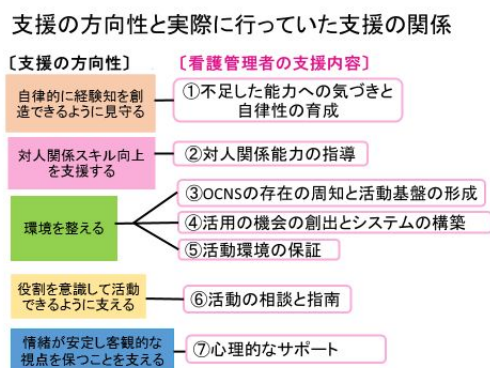 支援の方向性と実際に行っていた支援の関係
〔支援の方向性〕
〔看護管理者の支援内容〕
自律的に経験知を創
造できるように見守る
①不足した能力への気づきと
自律性の育成
対人関係スキル向上
を支援する
②対人関係能力の指導
環境を整える
③OCNSの存在の周知と活動基盤の形成
④活用の機会の創出とシステムの構築
⑤活動環境の保証
役割を意識して活動
できるように支える
⑥活動の相談と指南
情緒が安定し客観的な
視点を保つことを支える
⑦心理的なサポート